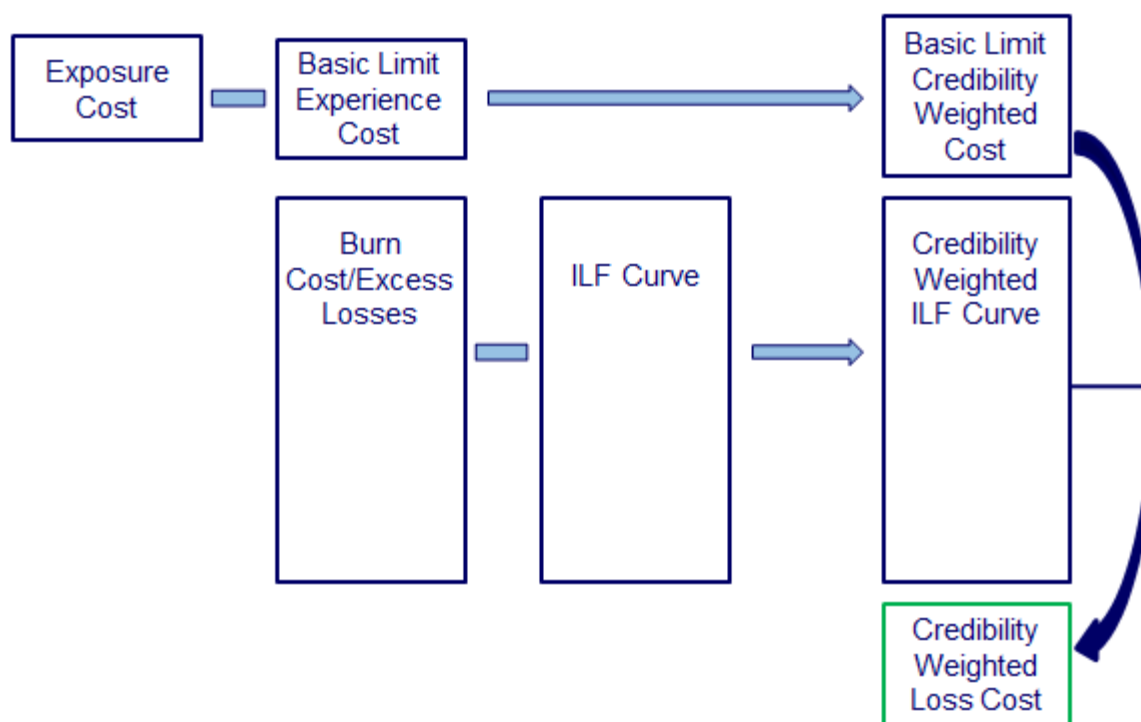 Exposure
Cost
Basic Limit
Experience
Cost
Basic Limit
Credibility
Weighted
Cost
Burn
Cost/Excess
Losses
ILF Curve
Credibility
Weighted
ILF Curve
Credibility
Weighted
Loss Cost